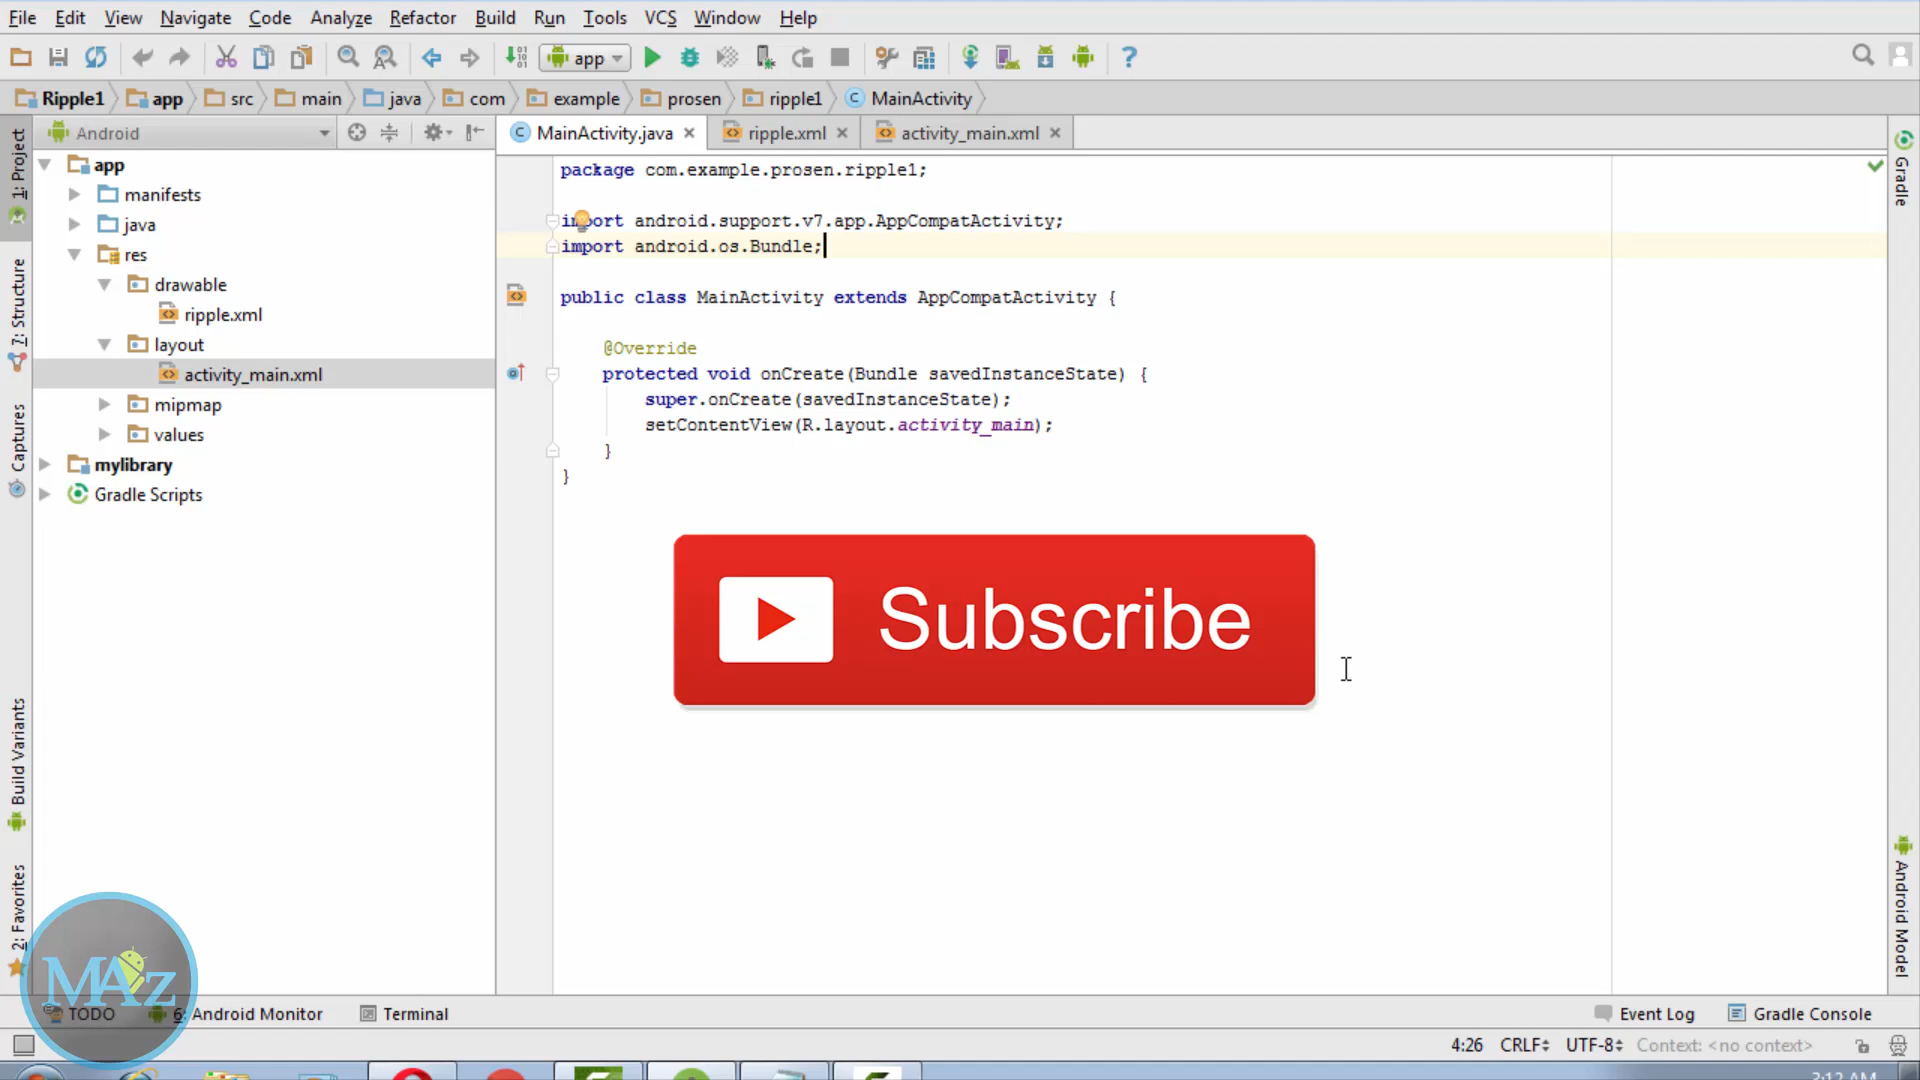 File Edit View Navigate Code Analyze Refactor Build Run Tools VCS Window Help
app
Ripple1 app src main java com example prosen ripple1 MainActivity
Android
MainActivity.java ripple.xml activity_main.xml
1: Project
7: Structure
Captures
Build Variants
2: Favorites
app
manifests
java
res
drawable
ripple.xml
layout
activity_main.xml
mipmap
values
mylibrary
Gradle Scripts
package com.example.prosen.ripple1;
import android.support.v7.app.AppCompatActivity;
import android.os.Bundle;
public class MainActivity extends AppCompatActivity {
@Override
protected void onCreate(Bundle savedInstanceState) {
super.onCreate(savedInstanceState);
setContentView(R.layout.activity_main);
}
}
Subscribe
Gradle
Android Model
MAz
TODO 6: Android Monitor Terminal Event Log Gradle Console
4:26 CRLF UTF-8 Context: <no context>
3:12 AM